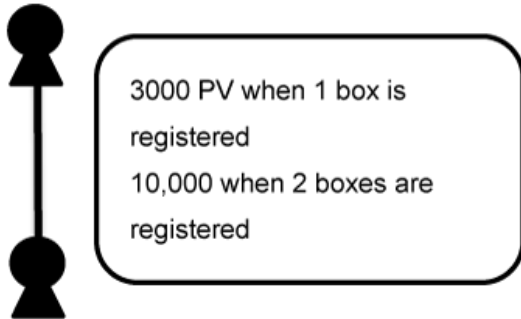 3000 PV when 1 box is
registered
10,000 when 2 boxes are
registered